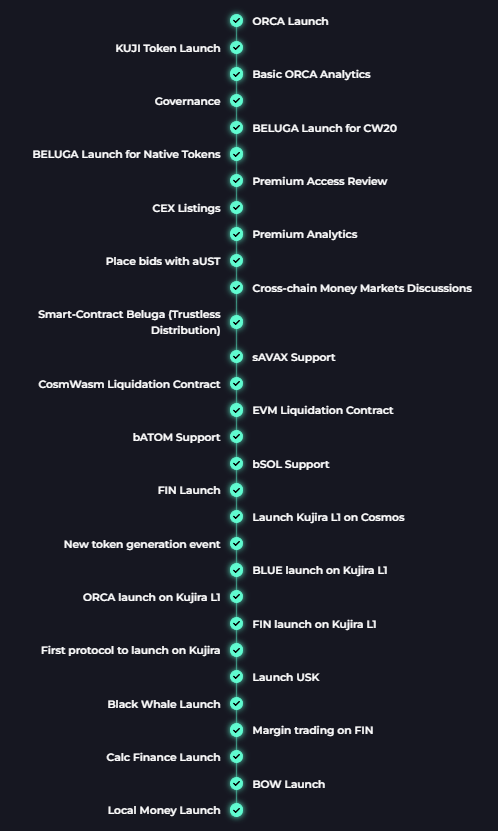 ORCA Launch
KUJI Token Launch
Basic ORCA Analytics
Governance
BELUGA Launch for CW20
BELUGA Launch for Native Tokens
Premium Access Review
CEX Listings
Premium Analytics
Place bids with aUST
Cross-chain Money Markets Discussions
Smart-Contract Beluga (Trustless
Distribution)
sAVAX Support
CosmWasm Liquidation Contract
EVM Liquidation Contract
bATOM Support
bSOL Support
FIN Launch
Launch Kujira L1 on Cosmos
New token generation event
BLUE launch on Kujira L1
ORCA launch on Kujira L1
FIN launch on Kujira L1
First protocol to launch on Kujira
Launch USK
Black Whale Launch
Margin trading on FIN
Calc Finance Launch
BOW Launch
Local Money Launch